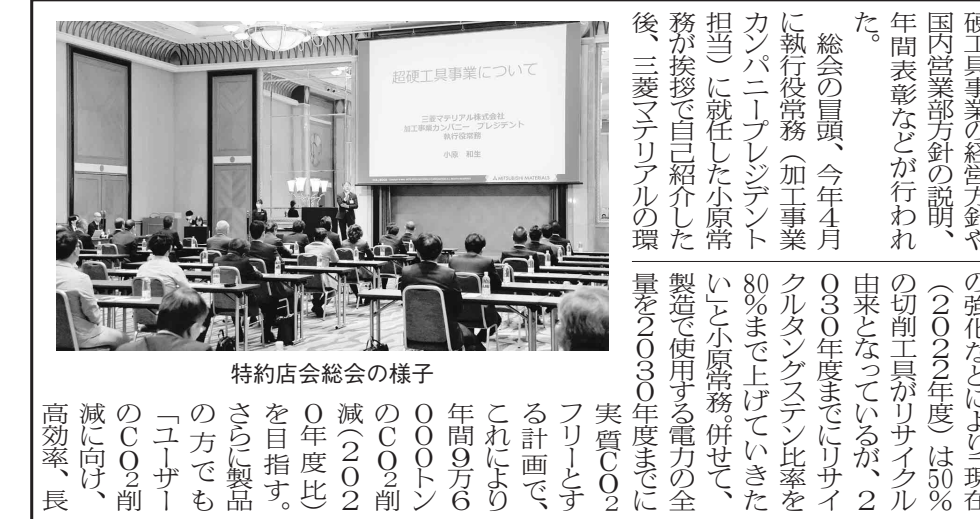 硬工具事業の経営方針や
国内営業部方針の説明、
年間表彰などが行われ
た。
　総会の冒頭、今年４月
に執行役常務（加工事業
カンパニープレジデント
担当）に就任した小原常
務が挨拶で自己紹介した
後、三菱マテリアルの環
の強化などにより現在
（２０２２年度）は50％
の切削工具がリサイクル
由来となっているが、２
０３０年度までにリサイ
クルタングステン比率を
80％まで上げていきた
い」と小原常務。併せて、
製造で使用する電力の全
量を２０３０年度までに
実質ＣＯ２
フリーとす
る計画で、
これにより
年間９万６
０００トン
のＣＯ２削
減（２０２
０年度比）
を目指す。
さらに製品
の方でも
「ユーザー
のＣＯ２削
減に向け、
高効率、長
超硬工具事業について
三菱マテリアル株式会社
加工事業カンパニー　プレジデント
執行役常務
小原　和生
MITSUBISHI MATERIALS
特約店会総会の様子